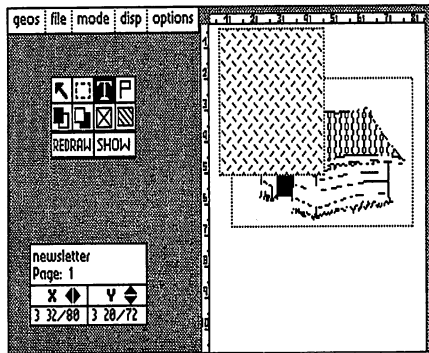 geos file mode disp options
T P
REDRAW SHOW
newsletter
Page: 1
X Y
3 32/80 3 20/72